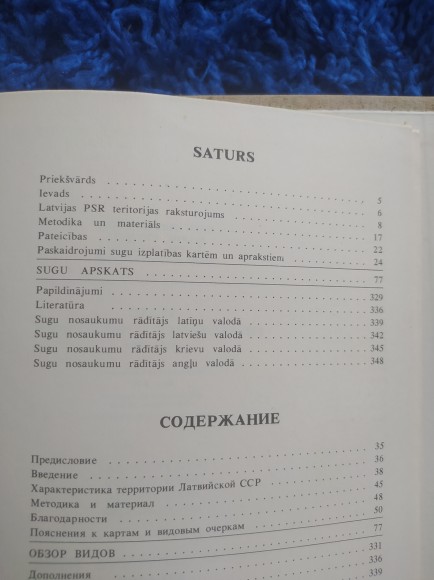 SATURS
Priekšvārds . . . . . . . . . . 5
Ievads . . . . . . . . . . 6
Latvijas PSR teritorijas raksturojums . . . . . . . . . . 8
Metodika un materiāls . . . . . . . . . . 17
Pateicības . . . . . . . . . . 22
Paskaidrojumi sugu izplatības kartēm un aprakstiem . . . 24
SUGU APSKATS . . . . . . . . . . 77
Papildinājumi . . . . . . . . . . 329
Literatūra . . . . . . . . . . 336
Sugu nosaukumu rādītājs latīņu valodā . . . . . . . . . . 339
Sugu nosaukumu rādītājs latviešu valodā . . . . . . . . . . 342
Sugu nosaukumu rādītājs krievu valodā . . . . . . . . . . 345
Sugu nosaukumu rādītājs angļu valodā . . . . . . . . . . 348
СОДЕРЖАНИЕ
Предисловие . . . . . . . . . . 35
Введение . . . . . . . . . . 36
Характеристика территории Латвийской ССР . . . . . . . . . . 38
Методика и материал . . . . . . . . . . 45
Благодарности . . . . . . . . . . 48
Пояснения к картам и видовым очеркам . . . . . . . . . . 50
ОБЗОР ВИДОВ . . . . . . . . . . 77
Дополнения . . . . . . . . . . 331
336
339